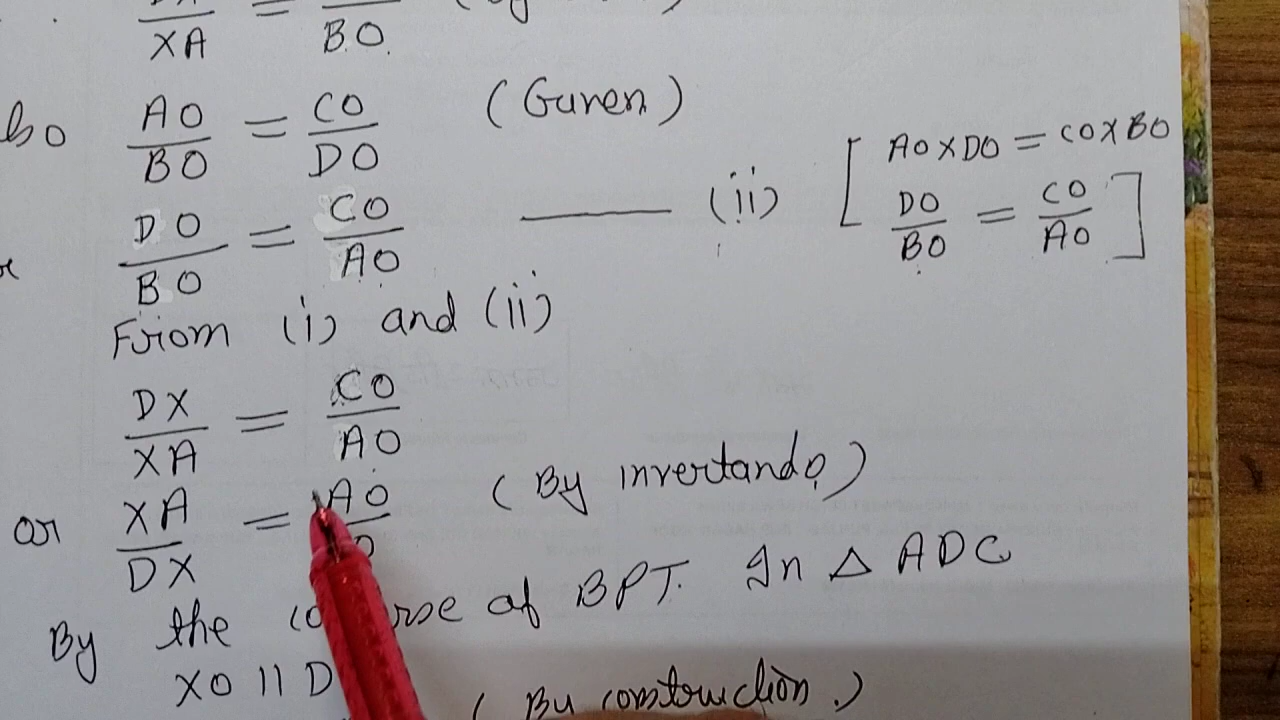 XA = BO
AO/BO = CO/DO (Given)
DO/BO = CO/AO ——— (ii) [AO X DO = CO X BO
DO/BO = CO/AO]
From (i) and (ii)
DX/XA = CO/AO
or XA/DX = AO (By invertando)
By the of BPT. In △ ADC
XO || D
(By construction.)